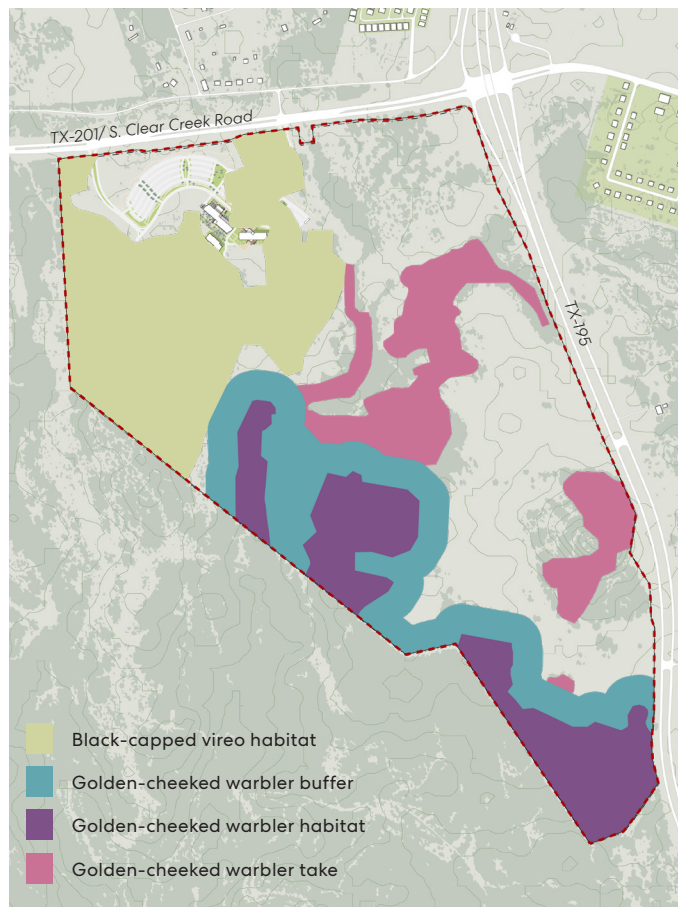 TX-201/ S. Clear Creek Road
TX-195
Black-capped vireo habitat
Golden-cheeked warbler buffer
Golden-cheeked warbler habitat
Golden-cheeked warbler take